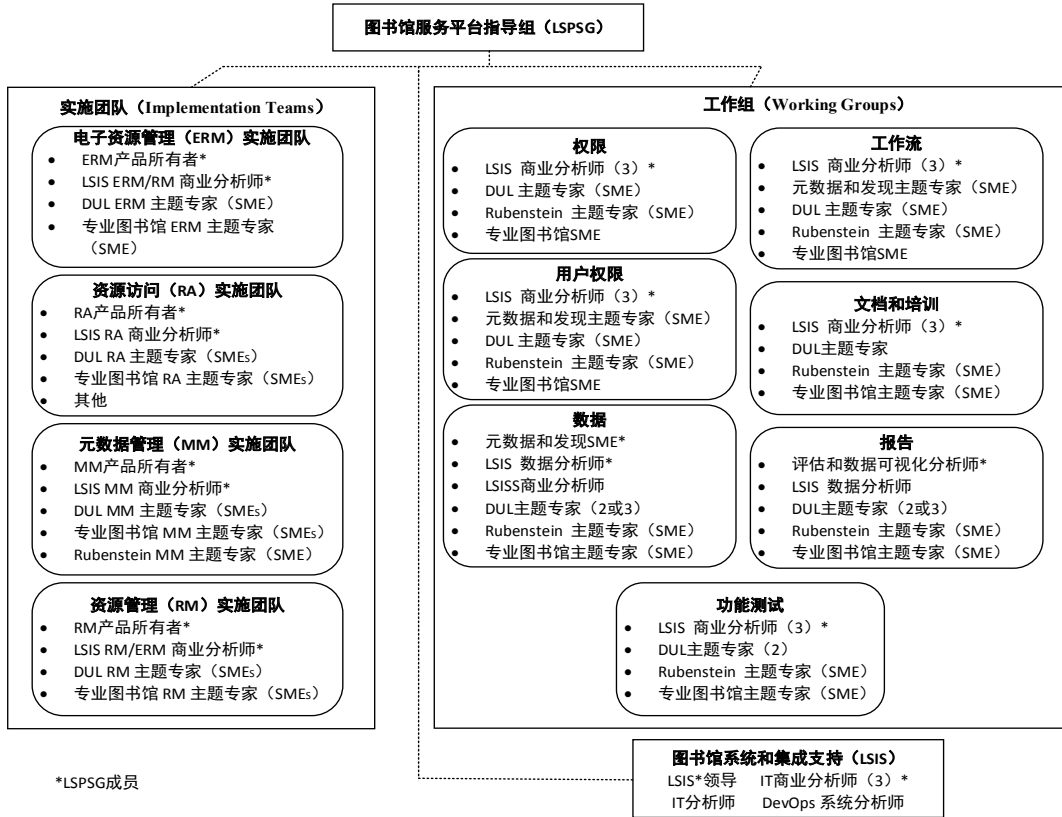 图书馆服务平台指导组（LSPSG）
实施团队（Implementation Teams）
电子资源管理（ERM）实施团队
• ERM产品所有者*
• LSIS ERM/RM 商业分析师*
• DUL ERM 主题专家（SME）
• 专业图书馆 ERM 主题专家
（SME）
资源访问（RA）实施团队
• RA产品所有者*
• LSIS RA 商业分析师*
• DUL RA 主题专家（SMEs）
• 专业图书馆 RA 主题专家（SMEs）
• 其他
元数据管理（MM）实施团队
• MM产品所有者*
• LSIS MM 商业分析师*
• DUL MM 主题专家（SMEs）
• 专业图书馆 MM 主题专家（SMEs）
• Rubenstein MM 主题专家（SME）
资源管理（RM）实施团队
• RM产品所有者*
• LSIS RM/ERM 商业分析师*
• DUL RM 主题专家（SMEs）
• 专业图书馆 RM 主题专家（SMEs）
工作组（Working Groups）
权限
• LSIS 商业分析师（3）*
• DUL 主题专家（SME）
• Rubenstein 主题专家（SME）
• 专业图书馆SME
工作流
• LSIS 商业分析师（3）*
• 元数据和发现主题专家（SME）
• DUL 主题专家（SME）
• Rubenstein 主题专家（SME）
• 专业图书馆SME
用户权限
• LSIS 商业分析师（3）*
• 元数据和发现主题专家（SME）
• DUL 主题专家（SME）
• Rubenstein 主题专家（SME）
• 专业图书馆SME
文档和培训
• LSIS 商业分析师（3）*
• DUL主题专家
• Rubenstein 主题专家（SME）
• 专业图书馆主题专家（SME）
数据
• 元数据和发现SME*
• LSIS 数据分析师*
• LSISS商业分析师
• DUL主题专家（2或3）
• Rubenstein 主题专家（SME）
• 专业图书馆主题专家（SME）
报告
• 评估和数据可视化分析师*
• LSIS 数据分析师
• DUL主题专家（2或3）
• Rubenstein 主题专家（SME）
• 专业图书馆主题专家（SME）
功能测试
• LSIS 商业分析师（3）*
• DUL主题专家（2）
• Rubenstein 主题专家（SME）
• 专业图书馆主题专家（SME）
图书馆系统和集成支持（LSIS）
LSIS*领导 IT商业分析师（3）*
IT分析师 DevOps 系统分析师
*LSPSG成员